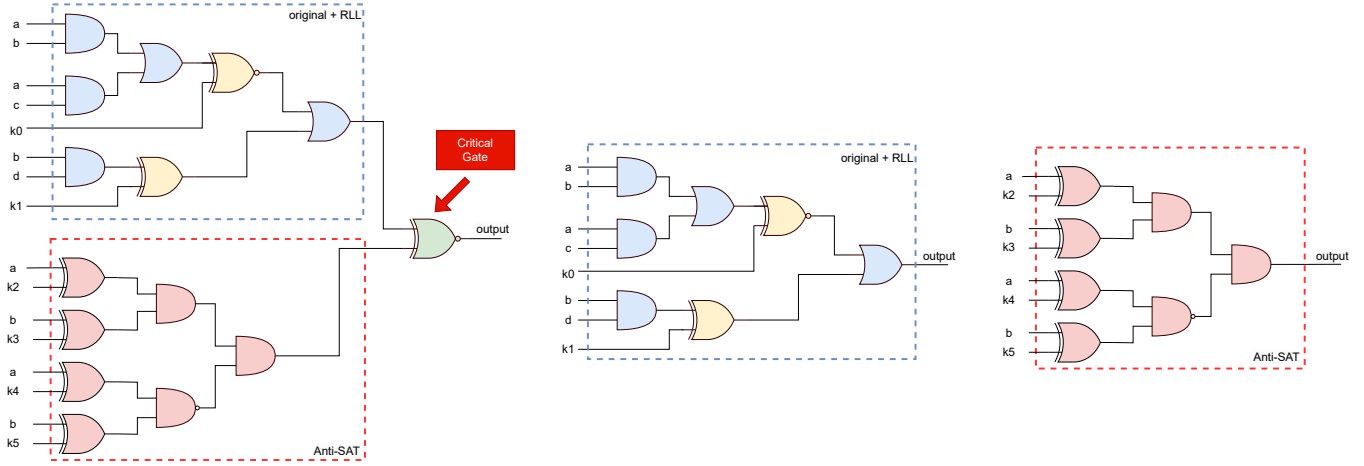 original + RLL
a
b
a
c
k0
b
d
k1
Critical
Gate
output
a
k2
b
k3
a
k4
b
k5
Anti-SAT
original + RLL
a
b
a
c
k0
b
d
k1
output
a
k2
b
k3
a
k4
b
k5
output
Anti-SAT